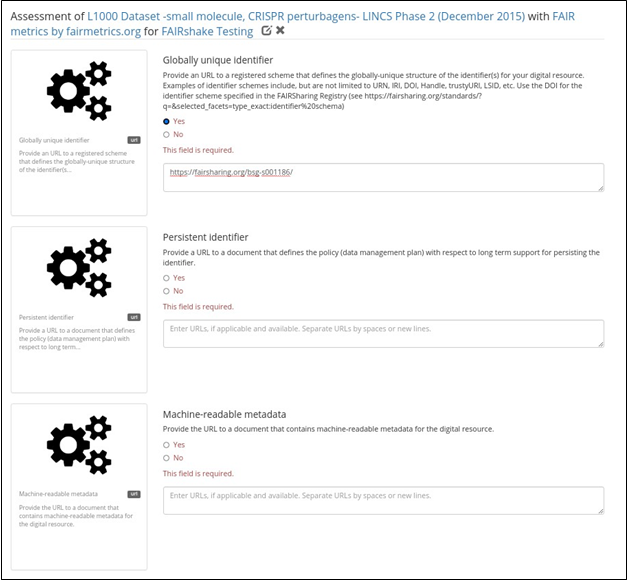 Assessment of L1000 Dataset -small molecule, CRISPR perturbagens- LINCS Phase 2 (December 2015) with FAIR
metrics by fairmetrics.org for FAIRshake Testing
Globally unique identifier
Provide an URL to a registered scheme that defines the globally-unique structure of the identifier(s) for your digital resource.
Examples of identifier schemes include, but are not limited to URN, IRI, DOI, Handle, trustyURI, LSID, etc. Use the DOI for the
identifier scheme specified in the FAIRSharing Registry (see https://fairsharing.org/standards/?
q=&selected_facets=type_exact:identifier%20schema)
Yes
No
This field is required.
https://fairsharing.org/bsg-s001186/
Globally unique identifier url
Provide an URL to a registered scheme
that defines the globally-unique structure
of the identifier(s...
Persistent identifier
Provide a URL to a document that defines the policy (data management plan) with respect to long term support for persisting the
identifier.
Yes
No
This field is required.
Enter URLs, if applicable and available. Separate URLs by spaces or new lines.
Persistent identifier url
Provide a URL to a document that defines
the policy (data management plan) with
respect to long term...
Machine-readable metadata
Provide the URL to a document that contains machine-readable metadata for the digital resource.
Yes
No
This field is required.
Enter URLs, if applicable and available. Separate URLs by spaces or new lines.
Machine-readable metadata url
Provide the URL to a document that
contains machine-readable metadata for
the digital resource.